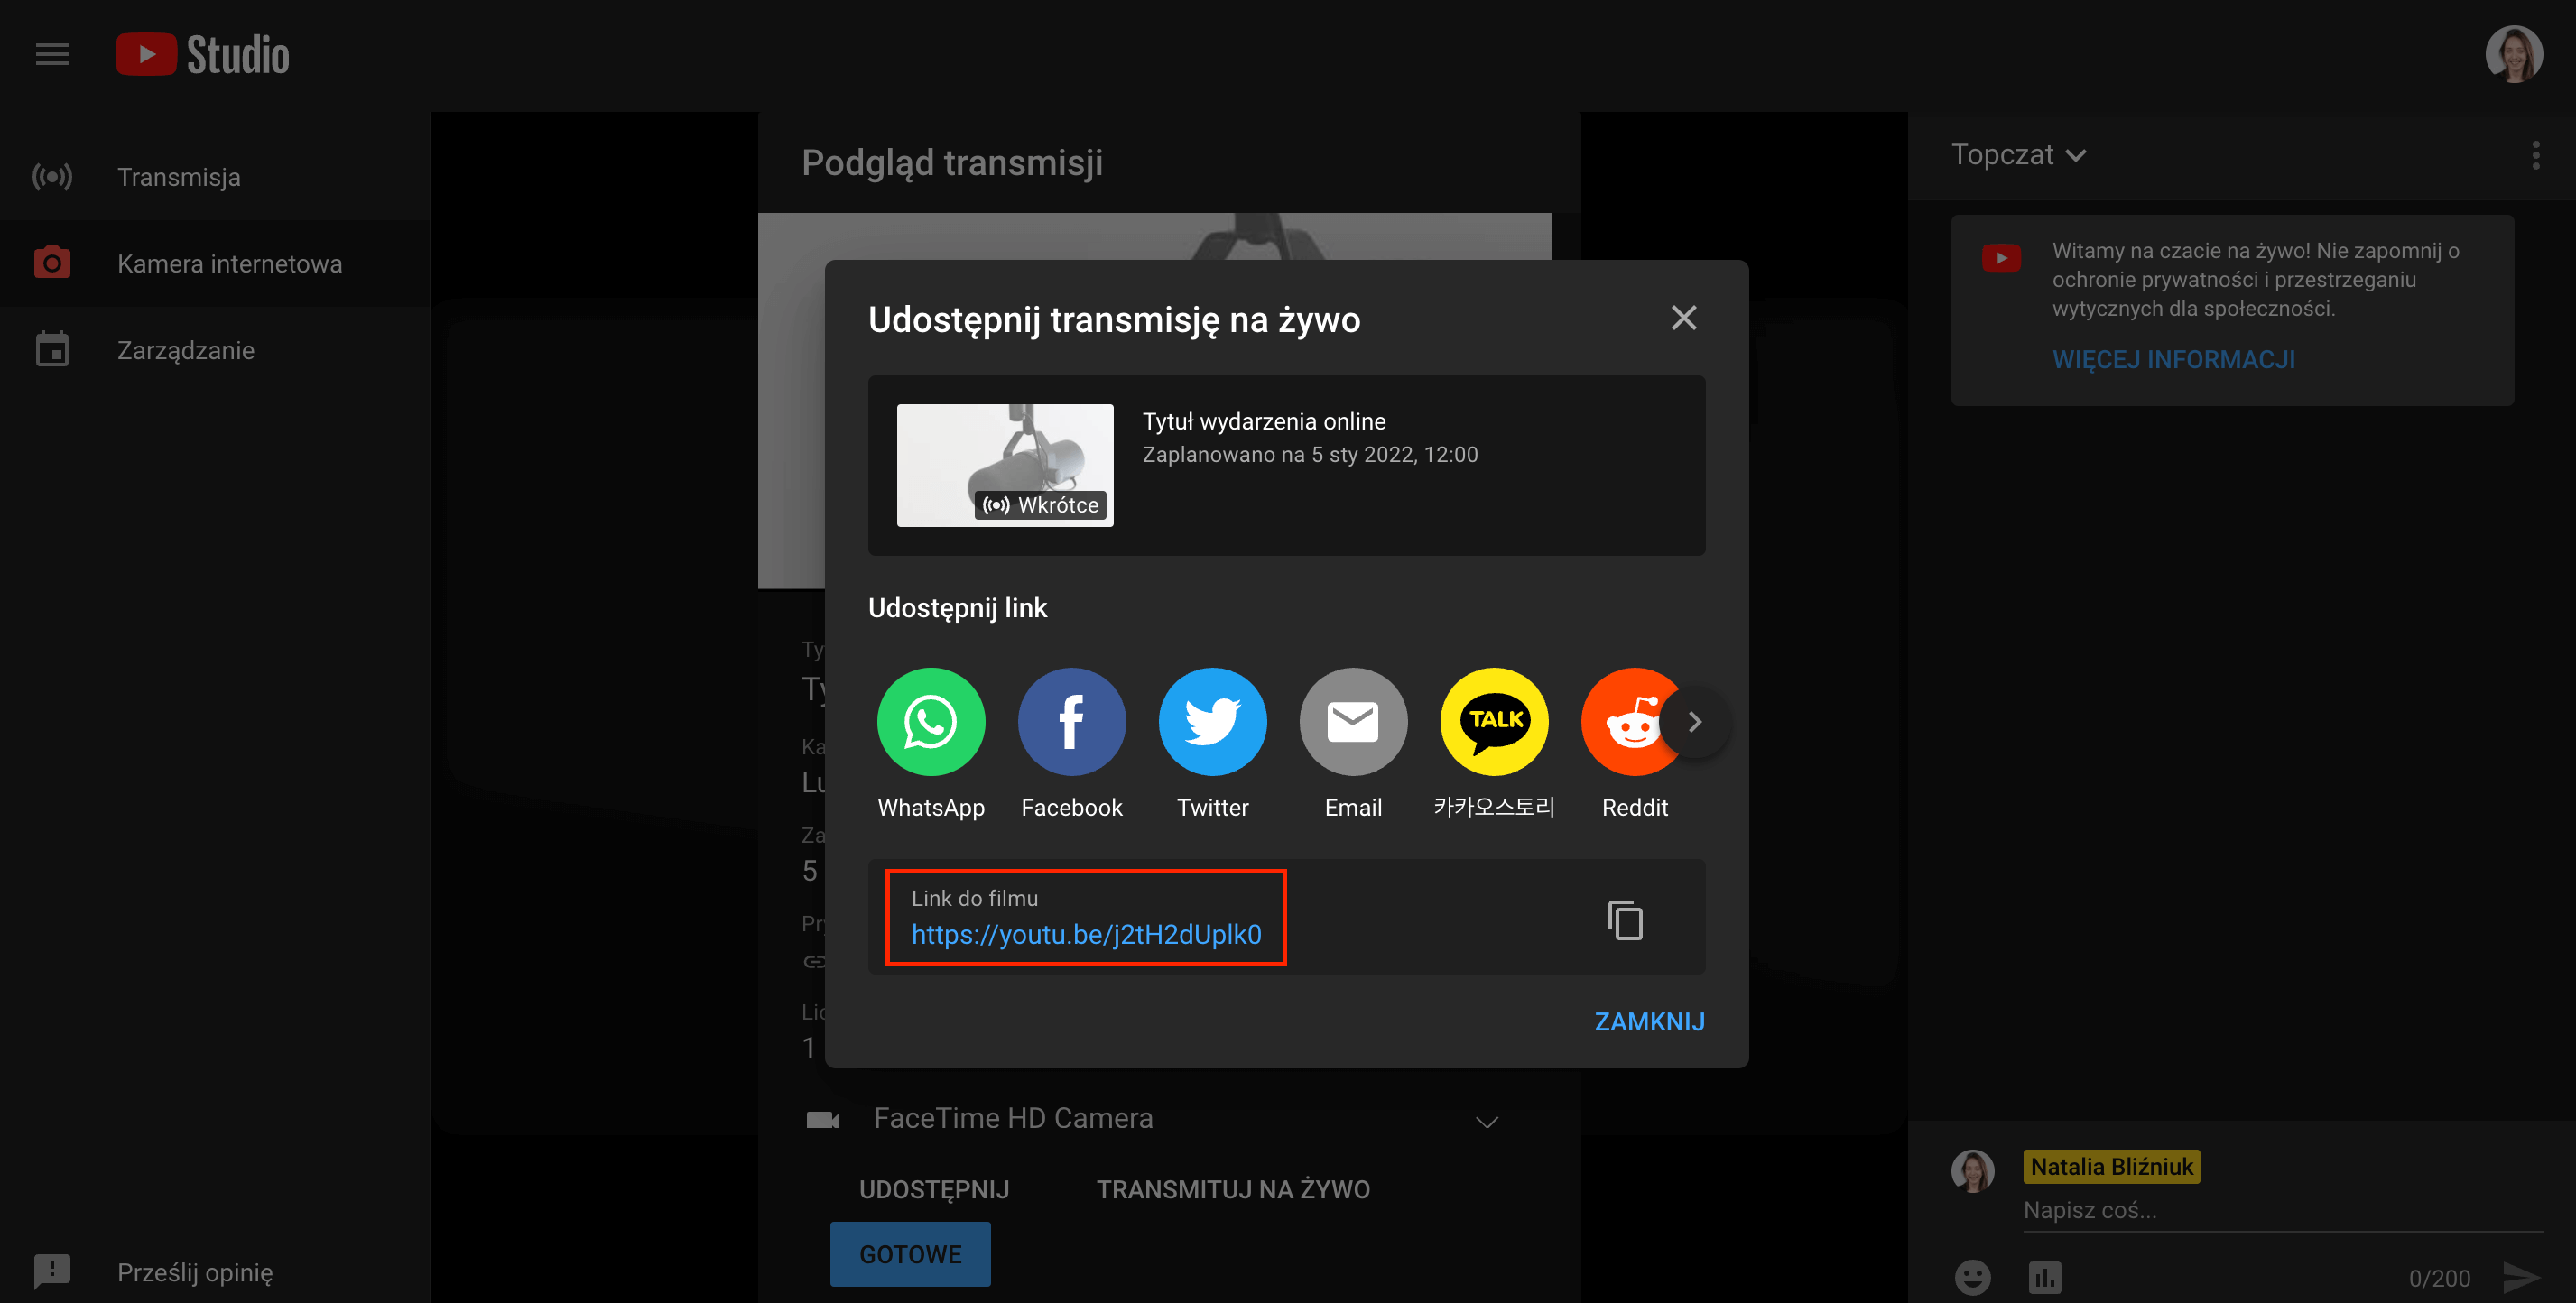 Studio
Transmisja
Kamera internetowa
Zarządzanie
Prześlij opinię
Podgląd transmisji
Udostępnij transmisję na żywo
Tytuł wydarzenia online
Zaplanowano na 5 sty 2022, 12:00
Wkrótce
Udostępnij link
TALK
WhatsApp Facebook Twitter Email 카카오스토리 Reddit
Link do filmu
https://youtu.be/j2tH2dUplk0
ZAMKNIJ
Ty
Ty
Ka
Lu
Za
5
Pry
Lic
1
FaceTime HD Camera
UDOSTĘPNIJ TRANSMITUJ NA ŻYWO
GOTOWE
Topczat
Witamy na czacie na żywo! Nie zapomnij o
ochronie prywatności i przestrzeganiu
wytycznych dla społeczności.
WIĘCEJ INFORMACJI
Natalia Bliźniuk
Napisz coś...
0/200